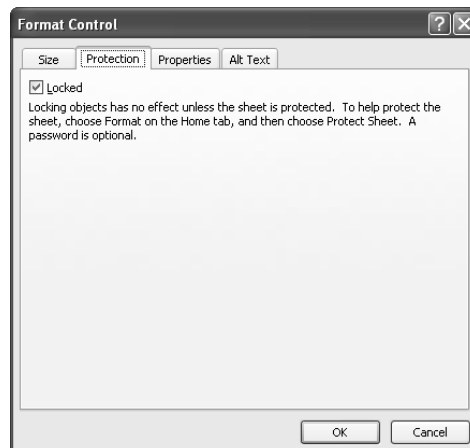 Format Control
Size Protection Properties Alt Text
Locked
Locking objects has no effect unless the sheet is protected. To help protect the
sheet, choose Format on the Home tab, and then choose Protect Sheet. A
password is optional.
OK Cancel